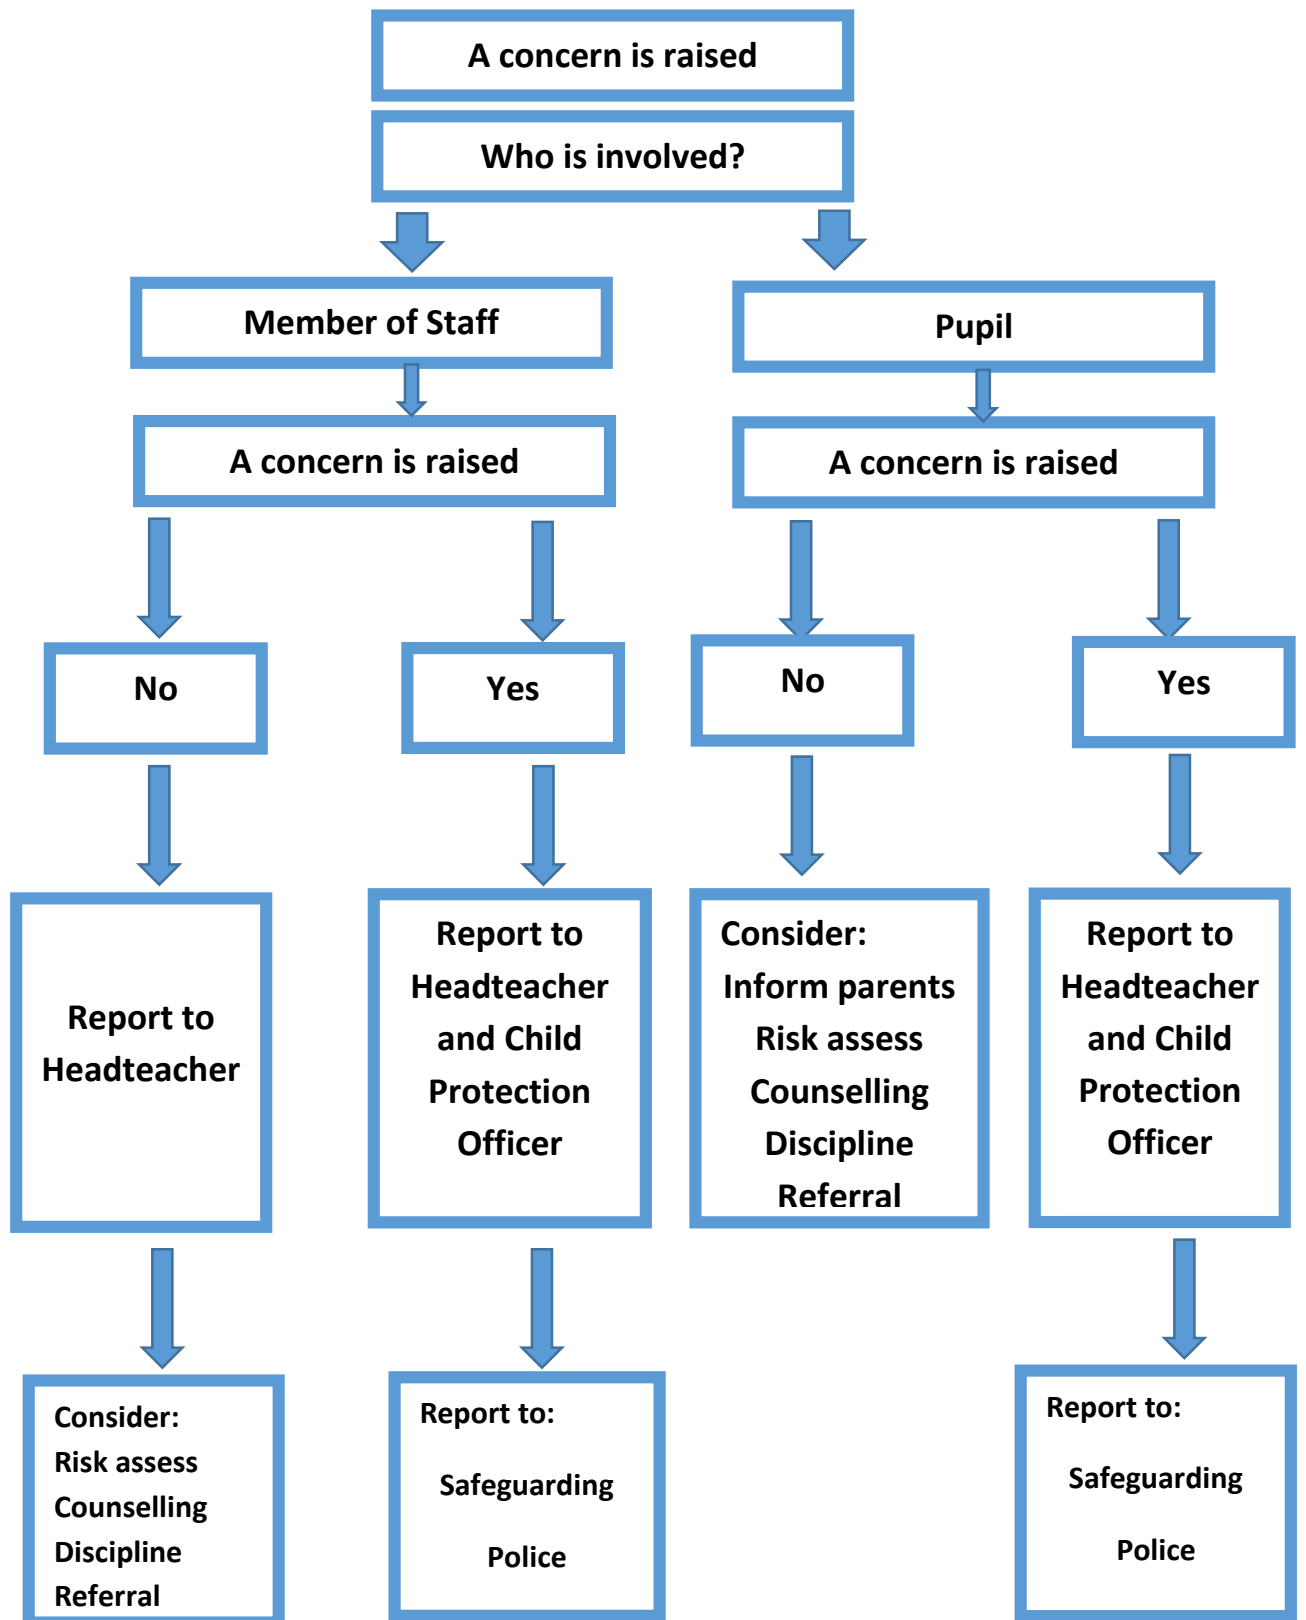 A concern is raised
Who is involved?
Member of Staff
Pupil
A concern is raised
A concern is raised
No
Yes
No
Yes
Report to
Headteacher
Report to
Headteacher
and Child
Protection
Officer
Consider:
Inform parents
Risk assess
Counselling
Discipline
Referral
Report to
Headteacher
and Child
Protection
Officer
Consider:
Risk assess
Counselling
Discipline
Referral
Report to:
Safeguarding
Police
Report to:
Safeguarding
Police